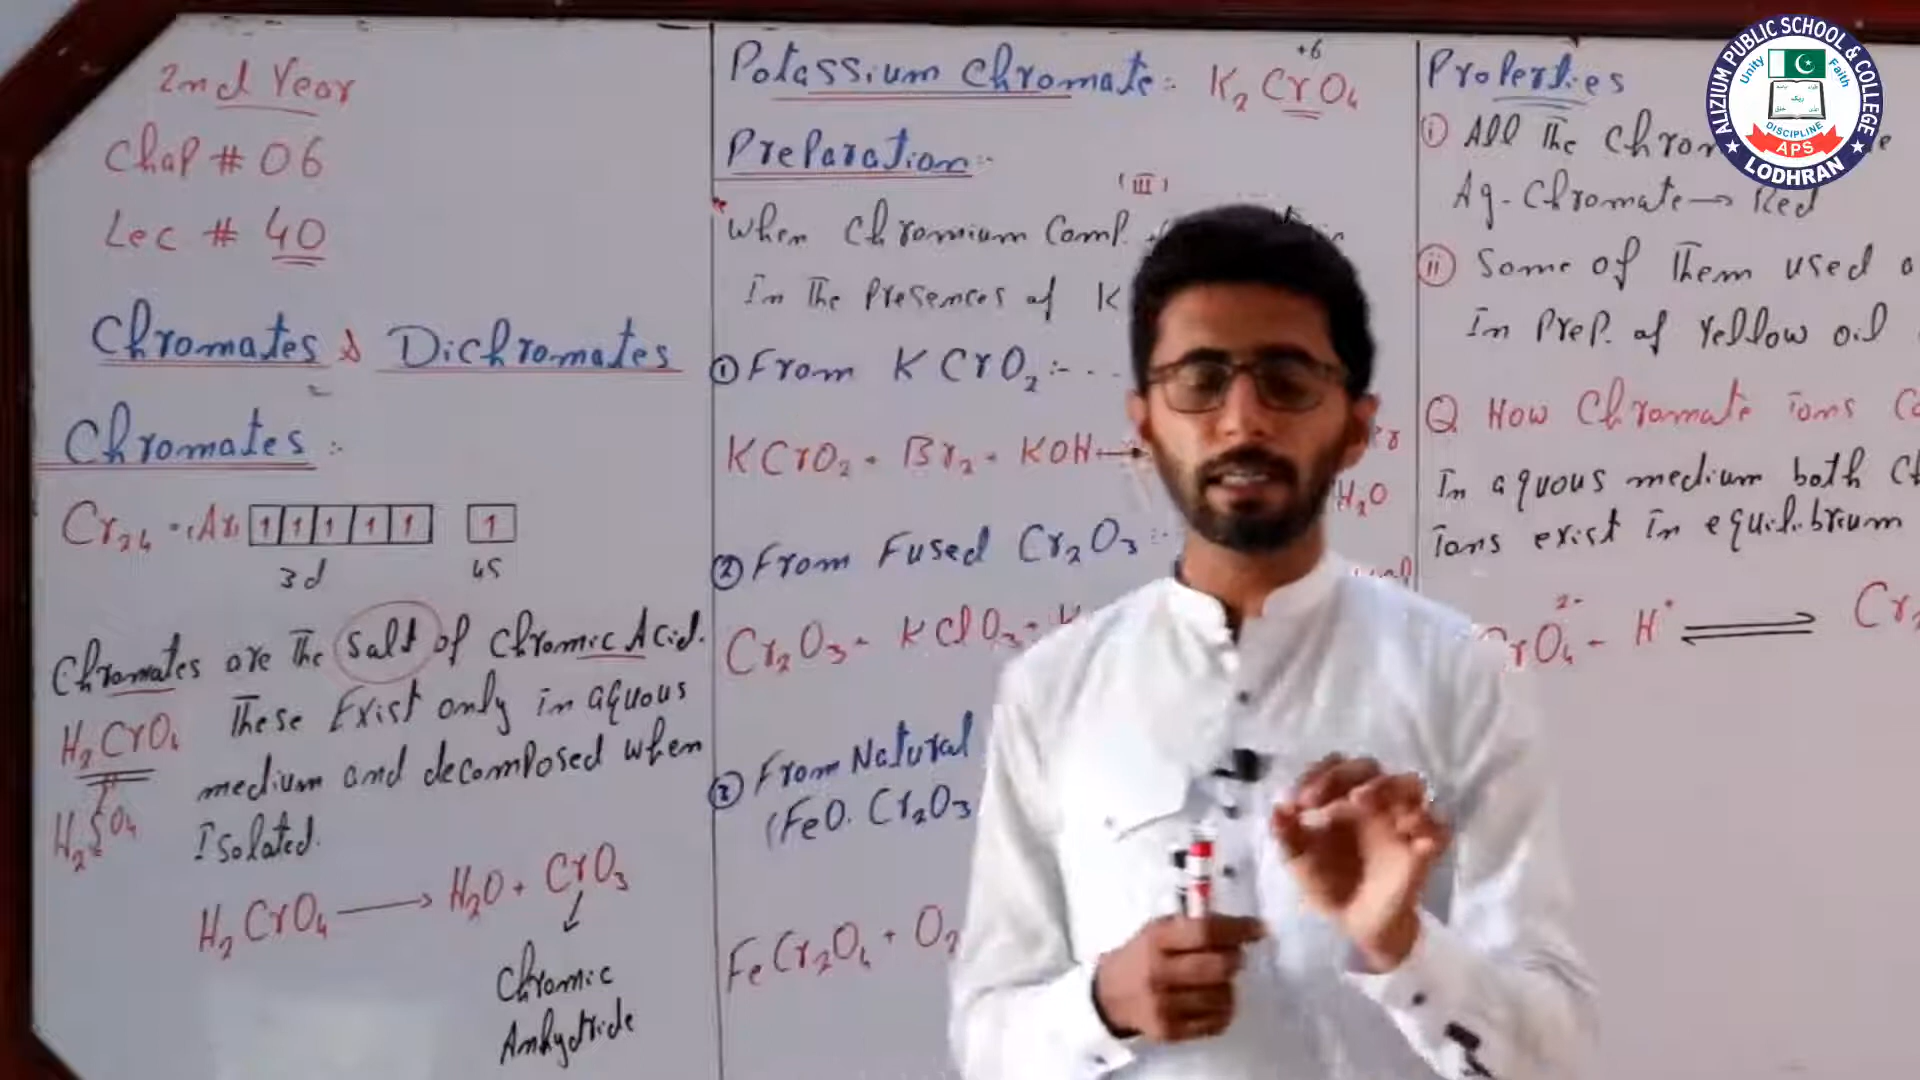 2nd Year
Chap # 06
Lec # 40
Chromates & Dichromates
Chromates :-
Cr24 = (Ar) 1 1 1 1 1 1
3d 4s
Chromates are the Salt of Chromic Acid.
H2CrO4 These Exist only in aquous
medium and decomposed when
H2SO4 Isolated.
H2CrO4 → H2O + CrO3
Chromic
Anhydride
Potassium Chromate :- K2CrO4
+6
Preparation :-
(III)
When Chromium Comp.
In The Presences of K
① From KCrO2 :-
KCrO2 + Br2 + KOH →
H2O
② From Fused Cr2O3 :-
Cr2O3 + KClO3 + K
③ From Natural
(FeO. Cr2O3
FeCr2O4 + O2
Properties
i All The Chrom
Ag-Chromate → Red
ii Some of Them used
In Prep. of Yellow oil
Q How Chromate ions Co
In aquous medium both Ch
ions exist in equilibrium
CrO4 2- + H+ ⇌ Cr2
ALIZIUM PUBLIC SCHOOL & COLLEGE
Unity Faith
DISCIPLINE
APS
LODHRAN